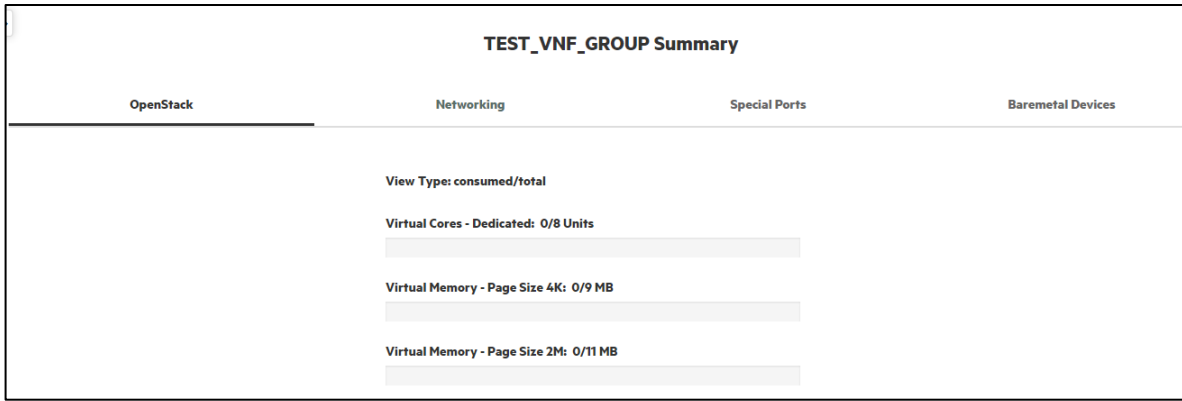 TEST_VNF_GROUP Summary
OpenStack Networking Special Ports Baremetal Devices
View Type: consumed/total
Virtual Cores - Dedicated: 0/8 Units
Virtual Memory - Page Size 4K: 0/9 MB
Virtual Memory - Page Size 2M: 0/11 MB